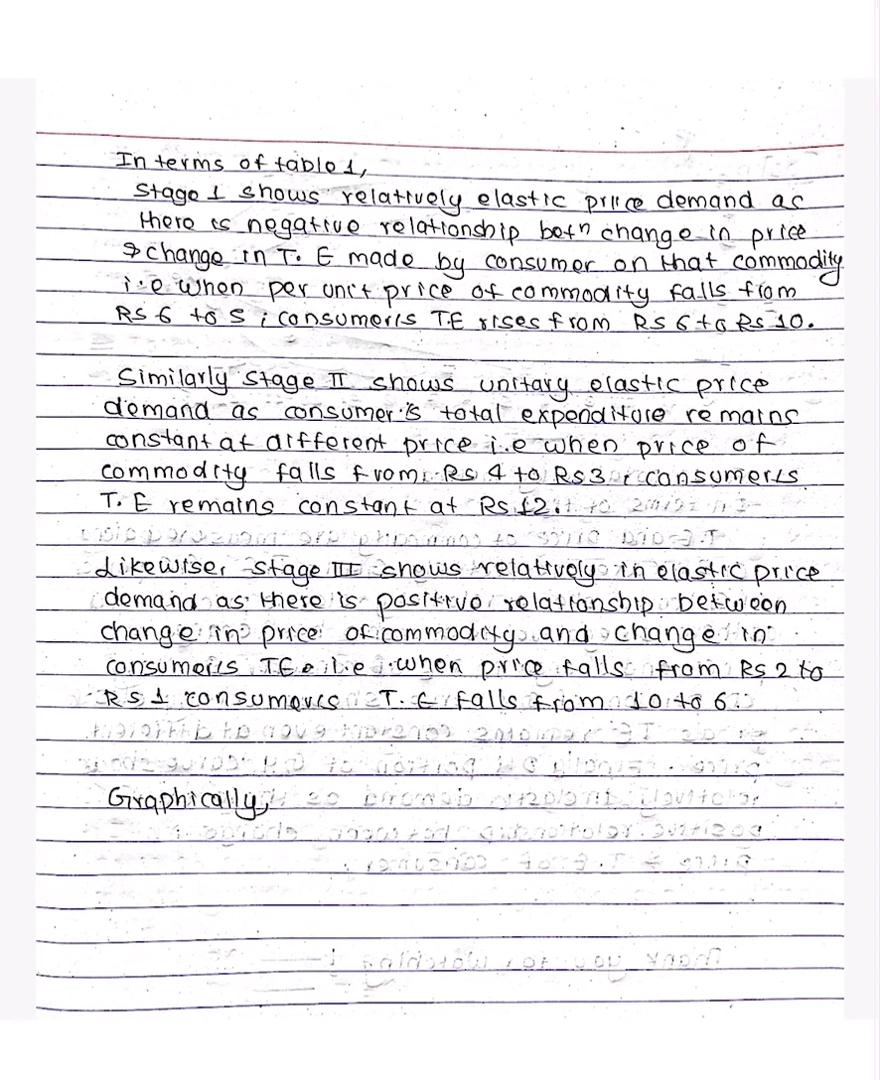 In terms of table 1,
Stage 1 shows relatively elastic price demand as
there is negative relationship betn change in price
& change in T.E made by consumer on that commodity
i.e when per unit price of commodity falls from
RS 6 to 5 ; consumer's T.E rises from RS 6 to RS 10.
Similarly stage II shows unitary elastic price
demand as consumer's total expenditure remains
constant at different price i.e when price of
commodity falls from Rs 4 to Rs 3 ; consumer's
T.E remains constant at Rs 12.
Likewise, stage III shows relatively in elastic price
demand as there is positive relationship between
change in price of commodity and change in
consumer's TE i.e when price falls from Rs 2 to
RS 1 consumer's T.E falls from 10 to 6.
Graphically,